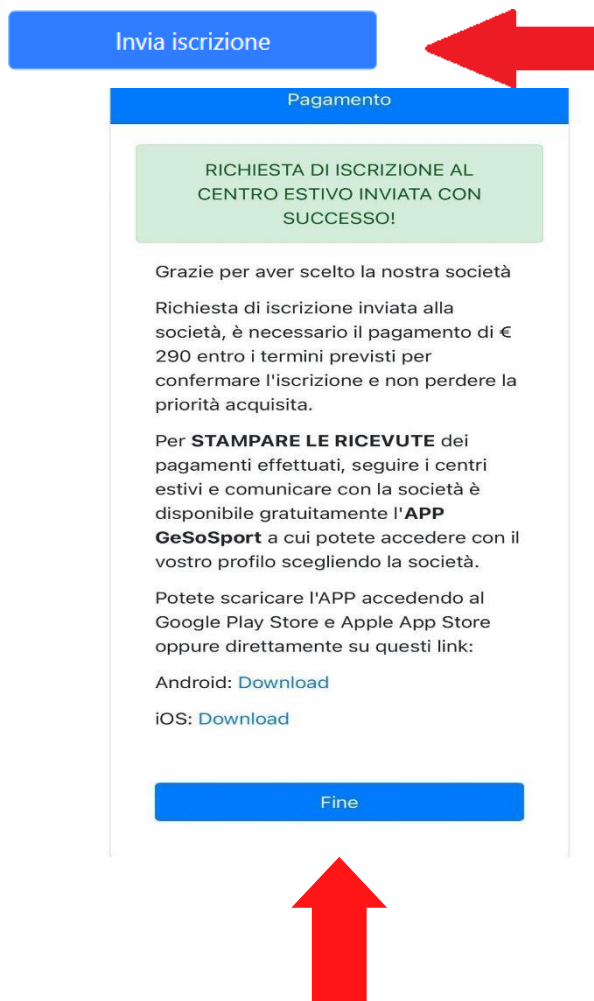 Invia iscrizione
Pagamento
RICHIESTA DI ISCRIZIONE AL
CENTRO ESTIVO INVIATA CON
SUCCESSO!
Grazie per aver scelto la nostra società
Richiesta di iscrizione inviata alla
società, è necessario il pagamento di €
290 entro i termini previsti per
confermare l'iscrizione e non perdere la
priorità acquisita.
Per STAMPARE LE RICEVUTE dei
pagamenti effettuati, seguire i centri
estivi e comunicare con la società è
disponibile gratuitamente l'APP
GeSoSport a cui potete accedere con il
vostro profilo scegliendo la società.
Potete scaricare l'APP accedendo al
Google Play Store e Apple App Store
oppure direttamente su questi link:
Android: Download
iOS: Download
Fine